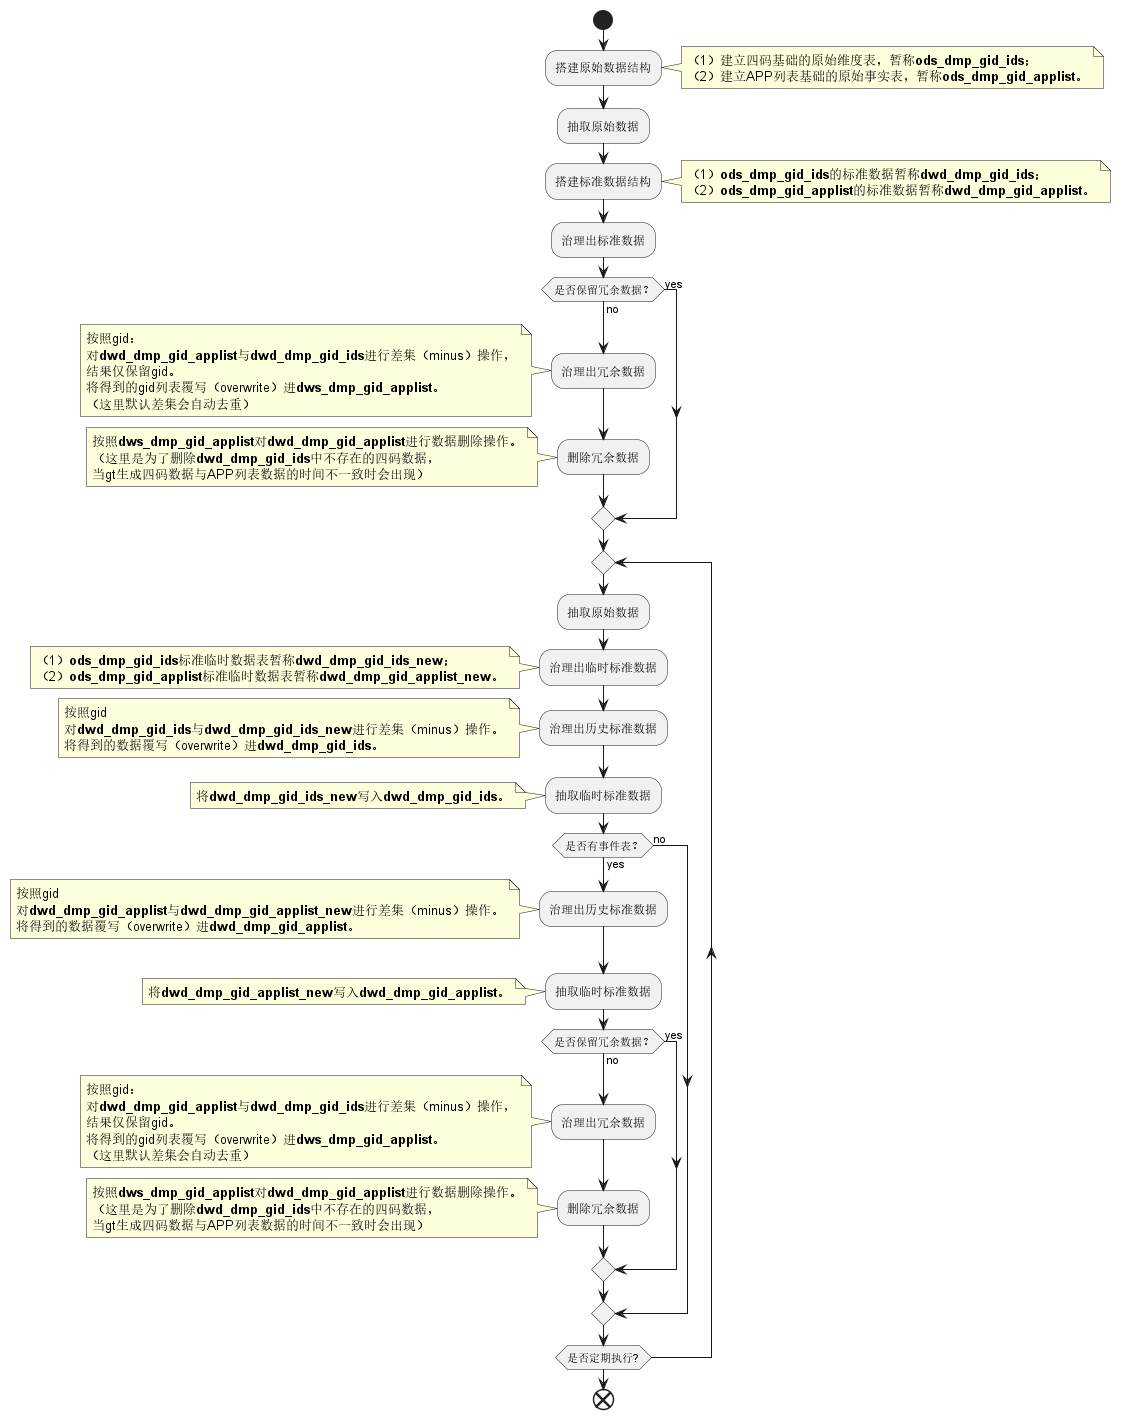 搭建原始数据结构
（1）建立四码基础的原始维度表，暂称ods_dmp_gid_ids；
（2）建立APP列表基础的原始事实表，暂称ods_dmp_gid_applist。
抽取原始数据
搭建标准数据结构
（1）ods_dmp_gid_ids的标准数据暂称dwd_dmp_gid_ids；
（2）ods_dmp_gid_applist的标准数据暂称dwd_dmp_gid_applist。
治理出标准数据
是否保留冗余数据？
yes
no
按照gid：
对dwd_dmp_gid_applist与dwd_dmp_gid_ids进行差集（minus）操作，
结果仅保留gid。
将得到的gid列表覆写（overwrite）进dws_dmp_gid_applist。
（这里默认差集会自动去重）
治理出冗余数据
按照dws_dmp_gid_applist对dwd_dmp_gid_applist进行数据删除操作。
（这里是为了删除dwd_dmp_gid_ids中不存在的四码数据，
当gt生成四码数据与APP列表数据的时间不一致时会出现）
删除冗余数据
抽取原始数据
（1）ods_dmp_gid_ids标准临时数据表暂称dwd_dmp_gid_ids_new；
（2）ods_dmp_gid_applist标准临时数据表暂称dwd_dmp_gid_applist_new。
治理出临时标准数据
按照gid
对dwd_dmp_gid_ids与dwd_dmp_gid_ids_new进行差集（minus）操作。
将得到的数据覆写（overwrite）进dwd_dmp_gid_ids。
治理出历史标准数据
将dwd_dmp_gid_ids_new写入dwd_dmp_gid_ids。
抽取临时标准数据
是否有事件表？
no
yes
按照gid
对dwd_dmp_gid_applist与dwd_dmp_gid_applist_new进行差集（minus）操作。
将得到的数据覆写（overwrite）进dwd_dmp_gid_applist。
治理出历史标准数据
将dwd_dmp_gid_applist_new写入dwd_dmp_gid_applist。
抽取临时标准数据
是否保留冗余数据？
yes
no
按照gid：
对dwd_dmp_gid_applist与dwd_dmp_gid_ids进行差集（minus）操作，
结果仅保留gid。
将得到的gid列表覆写（overwrite）进dws_dmp_gid_applist。
（这里默认差集会自动去重）
治理出冗余数据
按照dws_dmp_gid_applist对dwd_dmp_gid_applist进行数据删除操作。
（这里是为了删除dwd_dmp_gid_ids中不存在的四码数据，
当gt生成四码数据与APP列表数据的时间不一致时会出现）
删除冗余数据
是否定期执行?